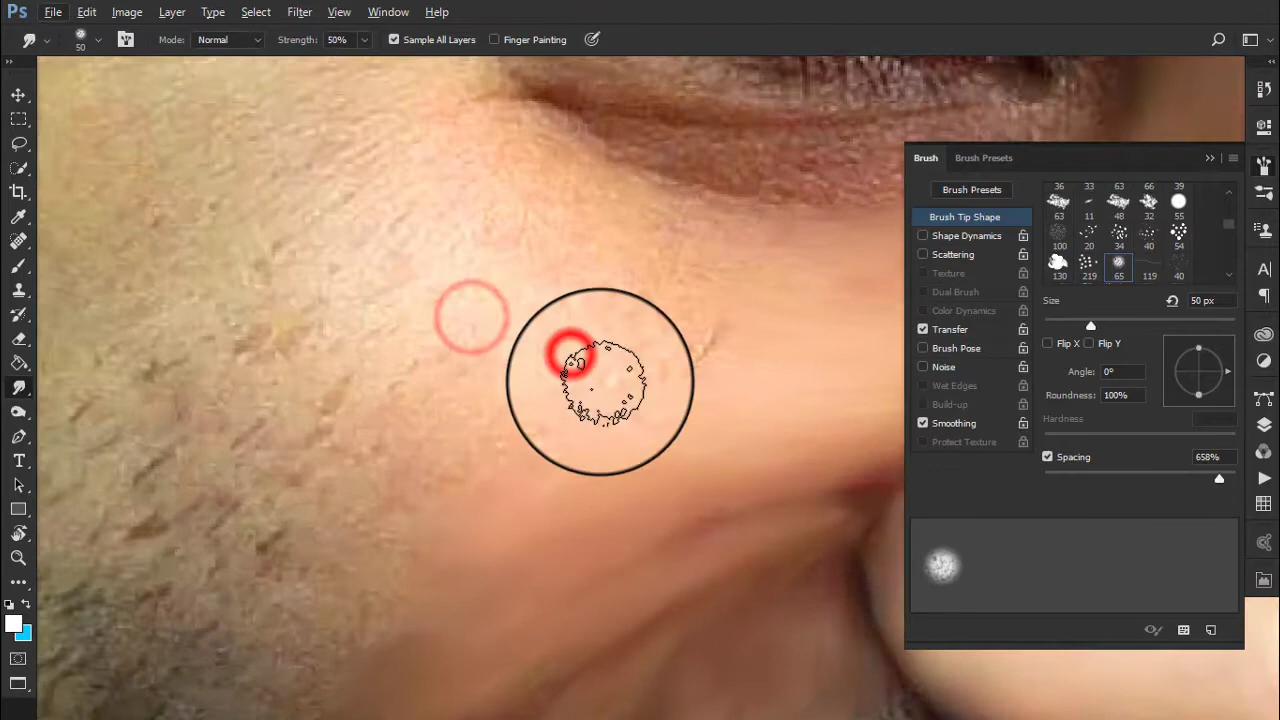 Ps File Edit Image Layer Type Select Filter View Window Help
50 Mode: Normal Strength: 50% Sample All Layers Finger Painting
Brush Brush Presets
Brush Presets
Brush Tip Shape
Shape Dynamics
Scattering
Texture
Dual Brush
Color Dynamics
Transfer
Brush Pose
Noise
Wet Edges
Build-up
Smoothing
Protect Texture
36 33 63 66 39
63 11 48 32 55
100 20 34 40 54
130 219 65 119 40
Size 50 px
Flip X Flip Y
Angle: 0°
Roundness: 100%
Hardness
Spacing 658%
T
A